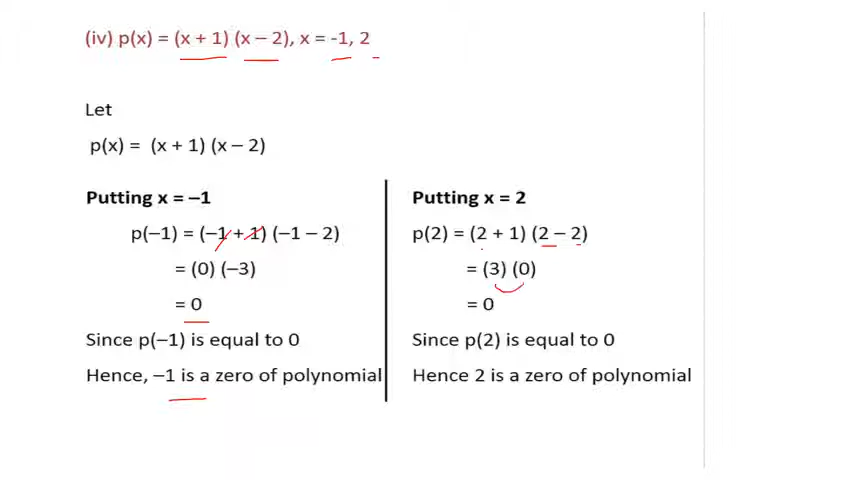 (iv) p(x) = (x + 1) (x – 2), x = -1, 2
Let
p(x) = (x + 1) (x – 2)
Putting x = –1
p(–1) = (–1 + 1) (–1 – 2)
= (0) (–3)
= 0
Since p(–1) is equal to 0
Hence, –1 is a zero of polynomial
Putting x = 2
p(2) = (2 + 1) (2 – 2)
= (3) (0)
= 0
Since p(2) is equal to 0
Hence 2 is a zero of polynomial